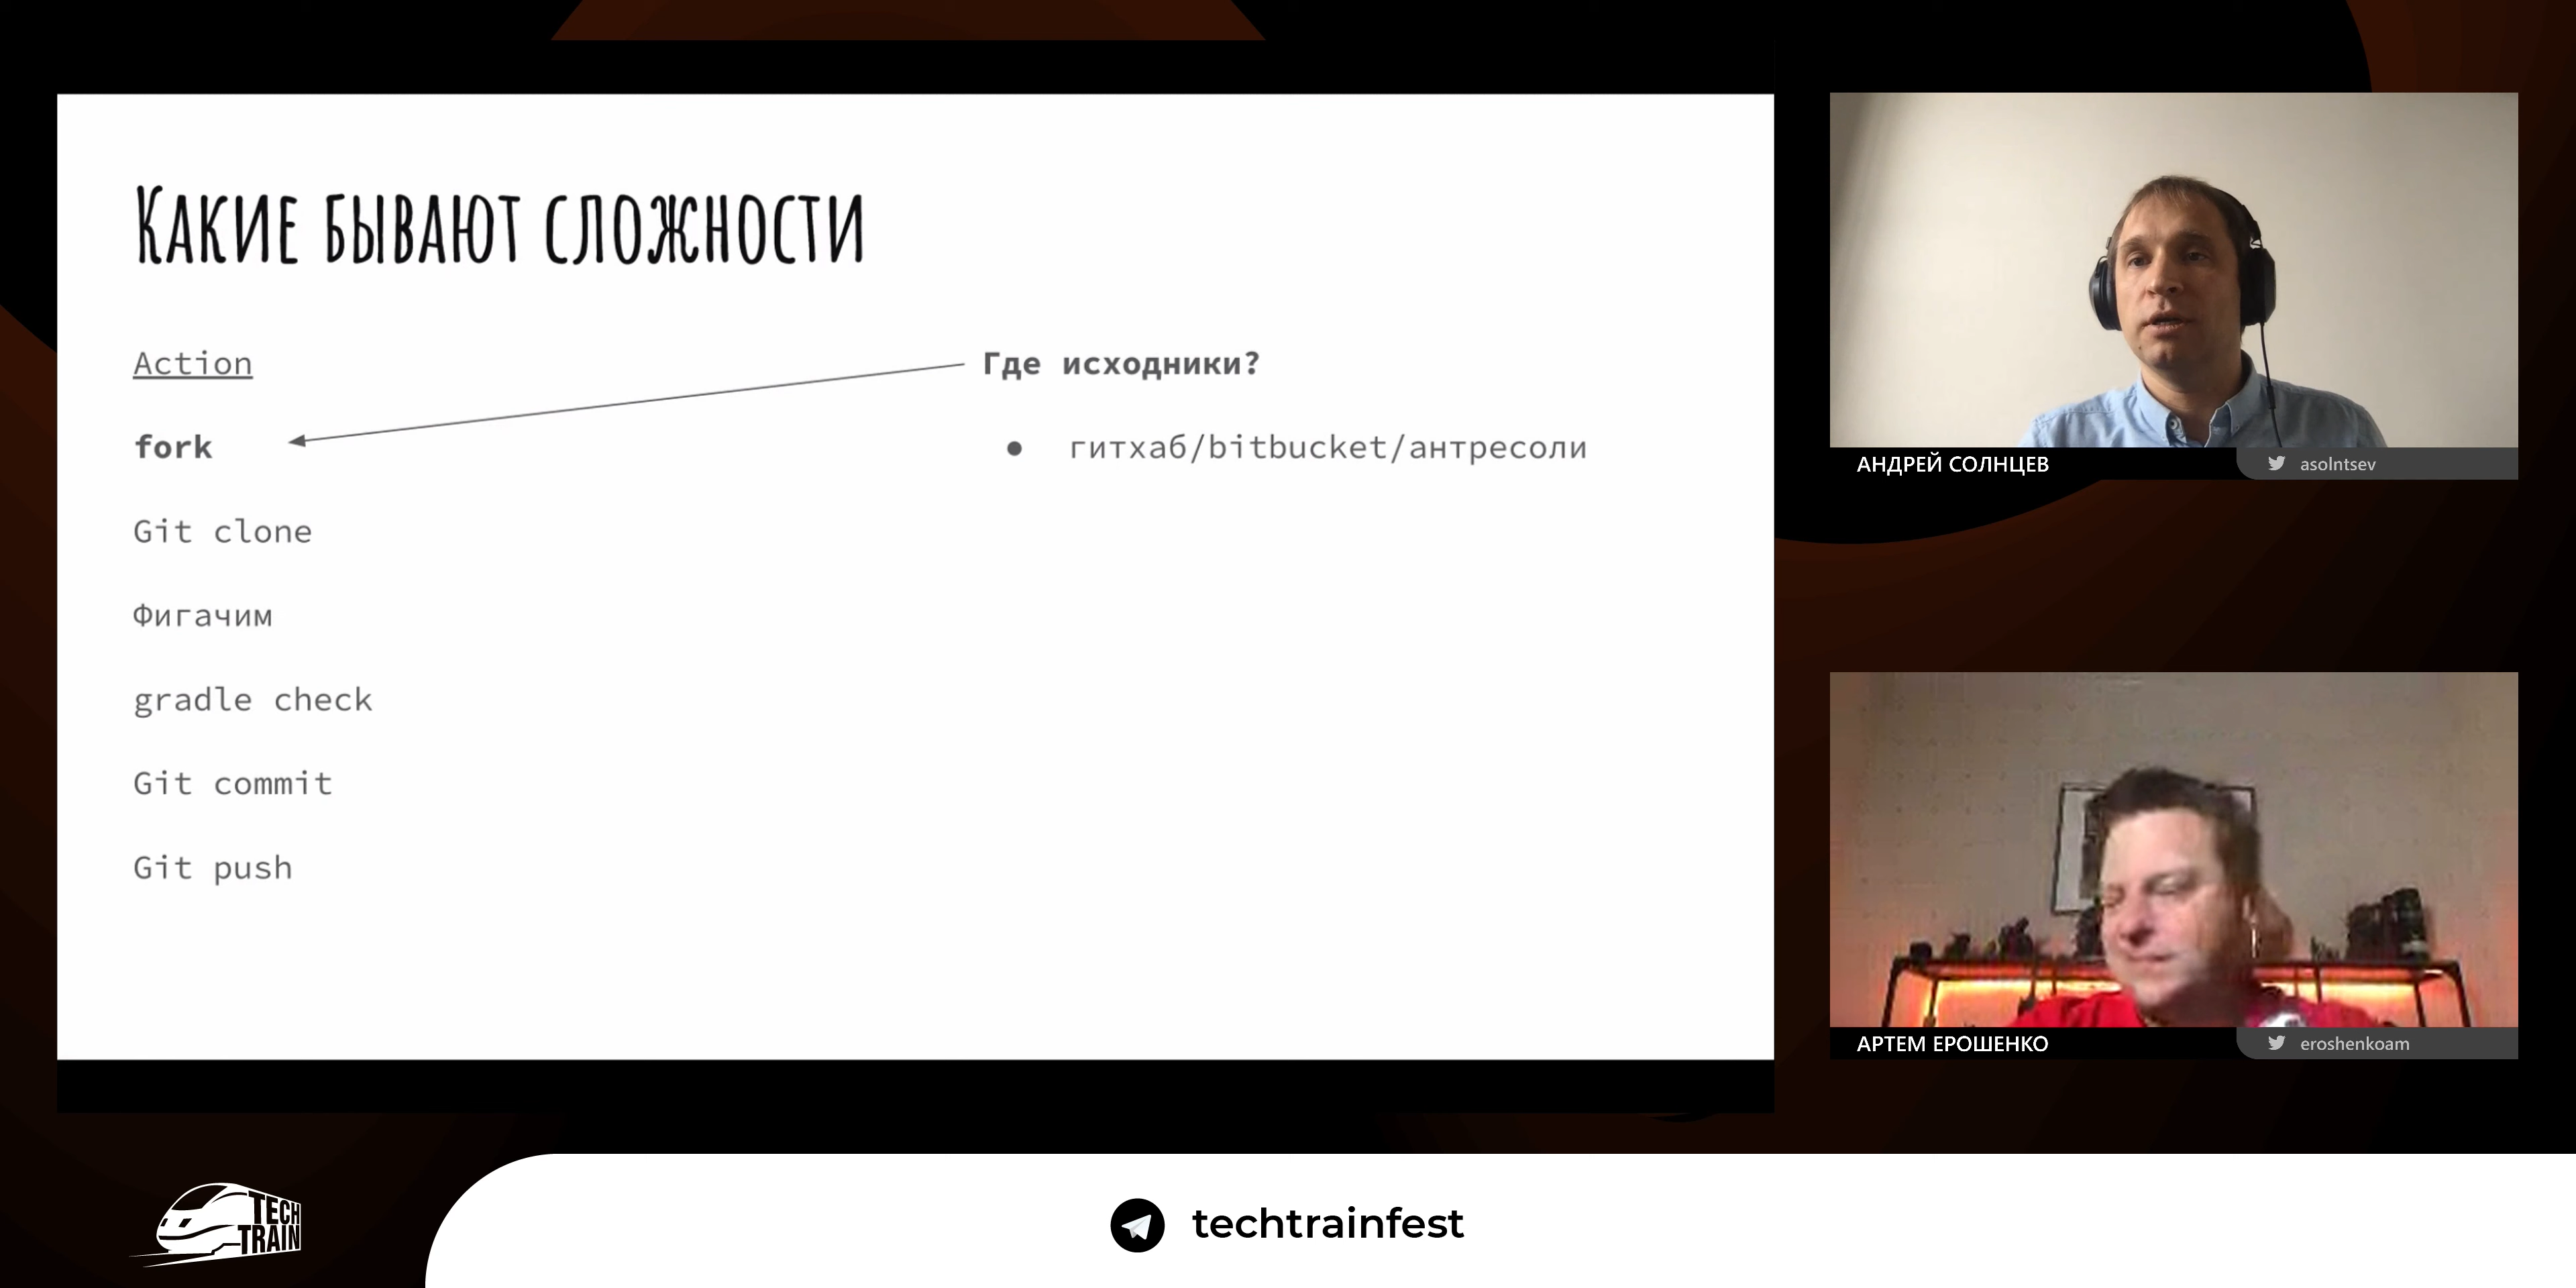 Какие бывают сложности
Action
Где исходники?
fork
● гитхаб/bitbucket/антресоли
Git clone
Фигачим
gradle check
Git commit
Git push
АНДРЕЙ СОЛНЦЕВ
asolntsev
АРТЕМ ЕРОШЕНКО
eroshenkoam
TECH
TRAIN
techtrainfest